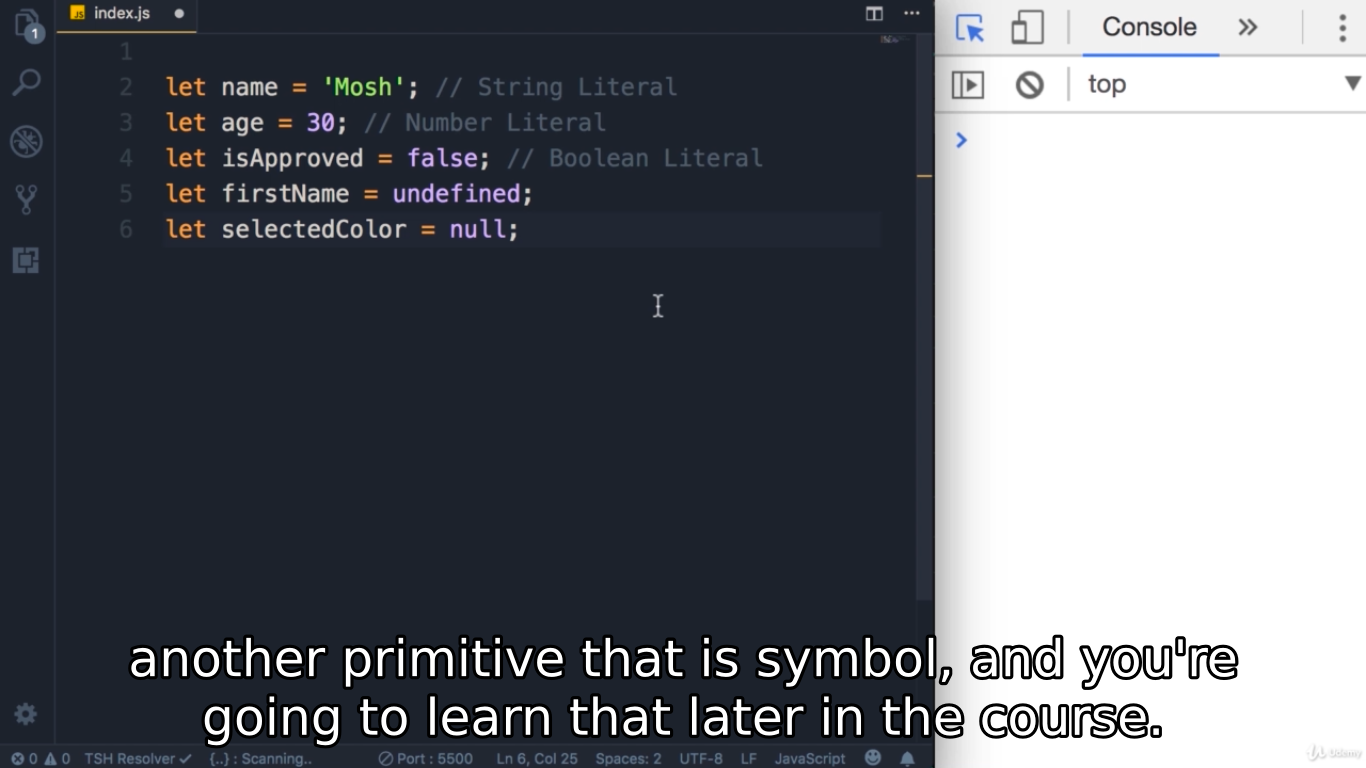 index.js
1
1
2 let name = 'Mosh'; // String Literal
3 let age = 30; // Number Literal
4 let isApproved = false; // Boolean Literal
5 let firstName = undefined;
6 let selectedColor = null;
Console
top
another primitive that is symbol, and you're
going to learn that later in the course.
0 0 TSH Resolver {..} : Scanning.. Port : 5500 Ln 6, Col 25 Spaces: 2 UTF-8 LF JavaScript
Udemy